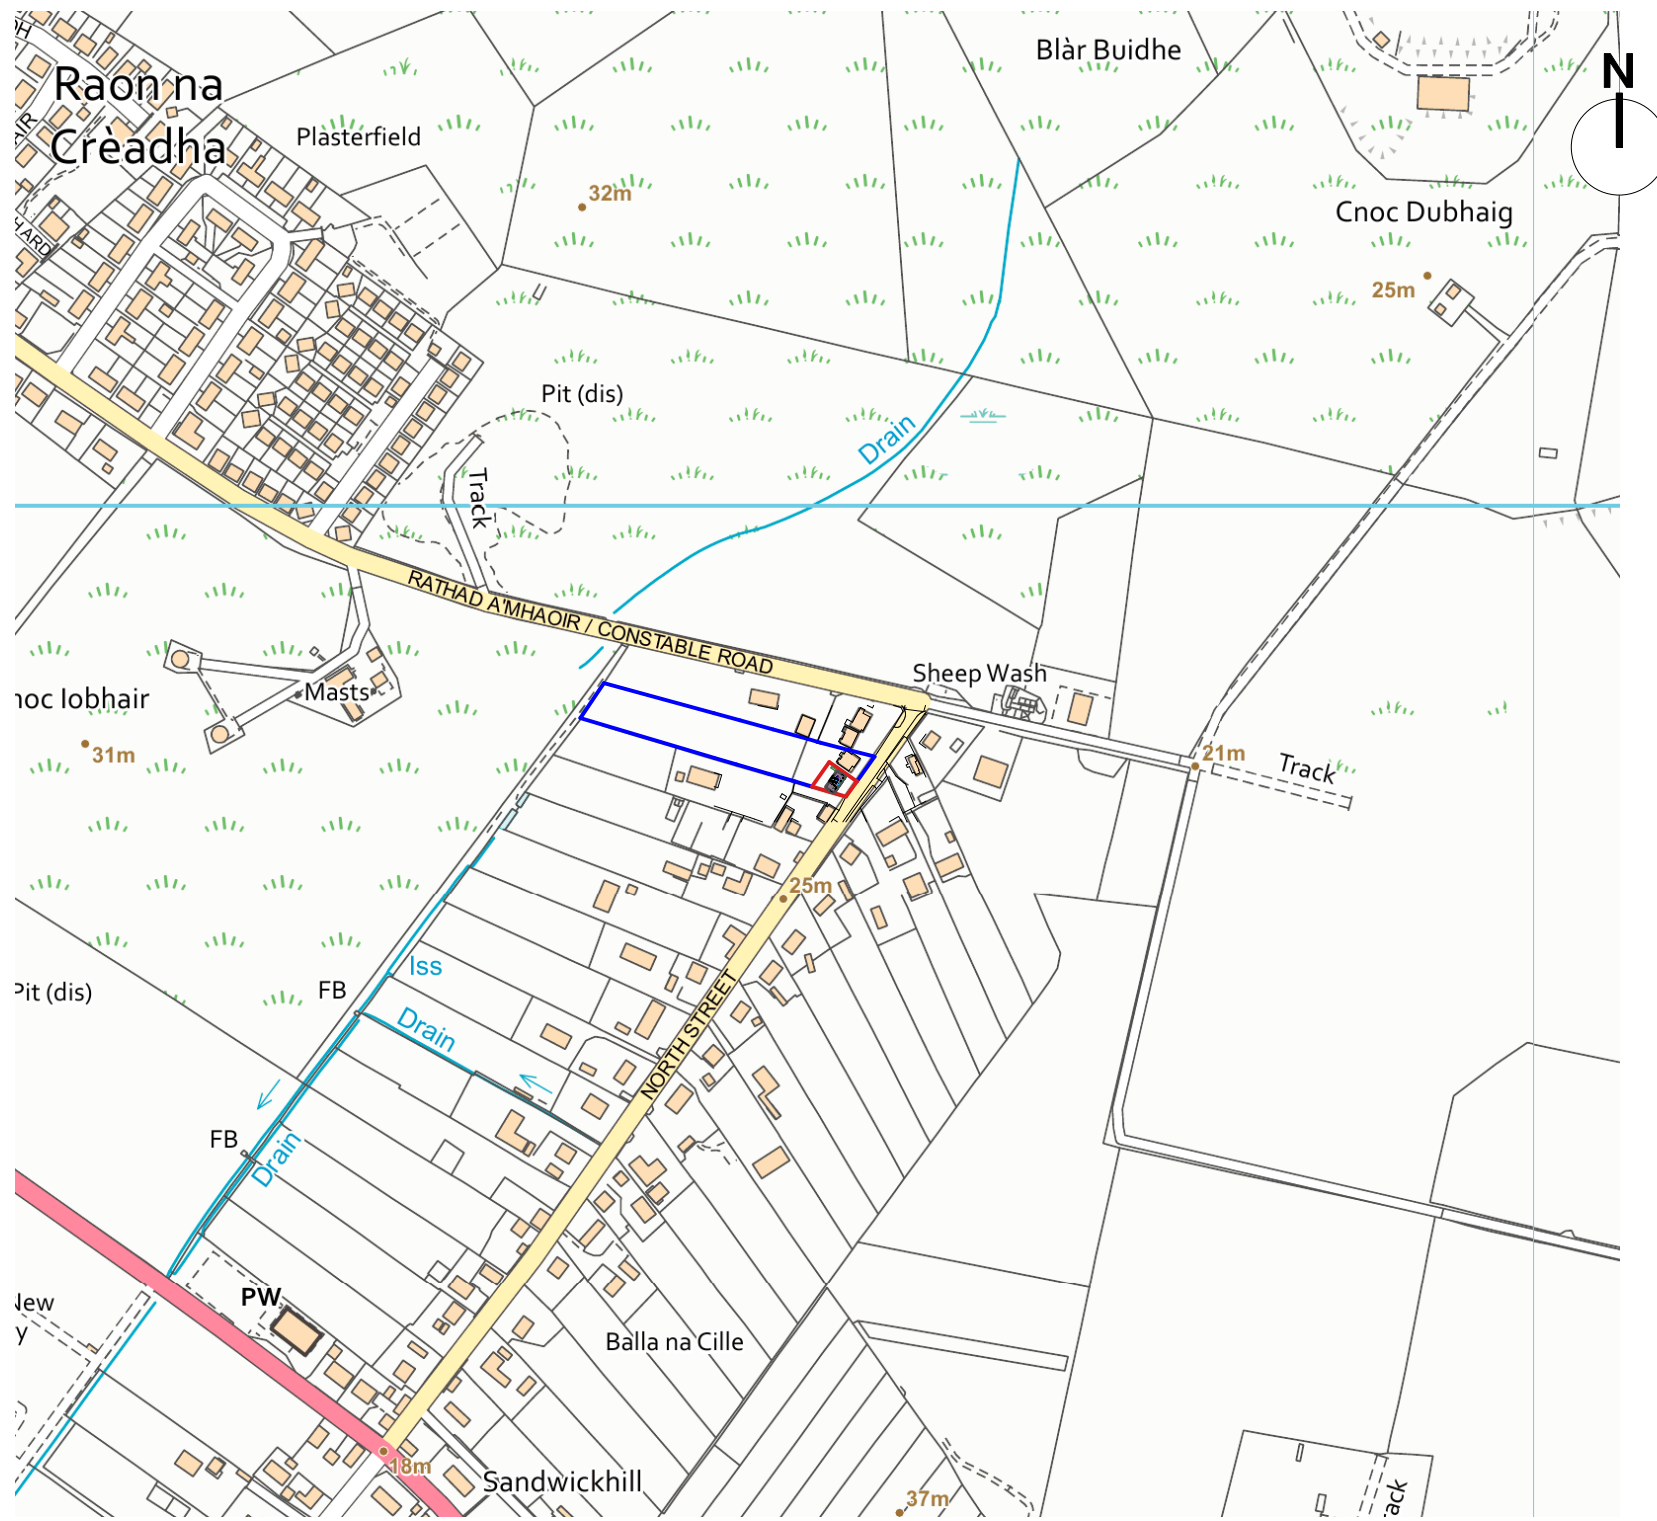 Raon na
Crèadha
Plasterfield
Blàr Buidhe
N
32m
Cnoc Dubhaig
25m
HARD
Pit (dis)
Drain
Track
RATHAD A'MHAOIR / CONSTABLE ROAD
Sheep Wash
Masts
noc Iobhair
31m
21m
Track
25m
Iss
FB
Pit (dis)
Drain
NORTH STREET
FB
Drain
PW
New
y
Balla na Cille
18m
Sandwickhill
37m
ack